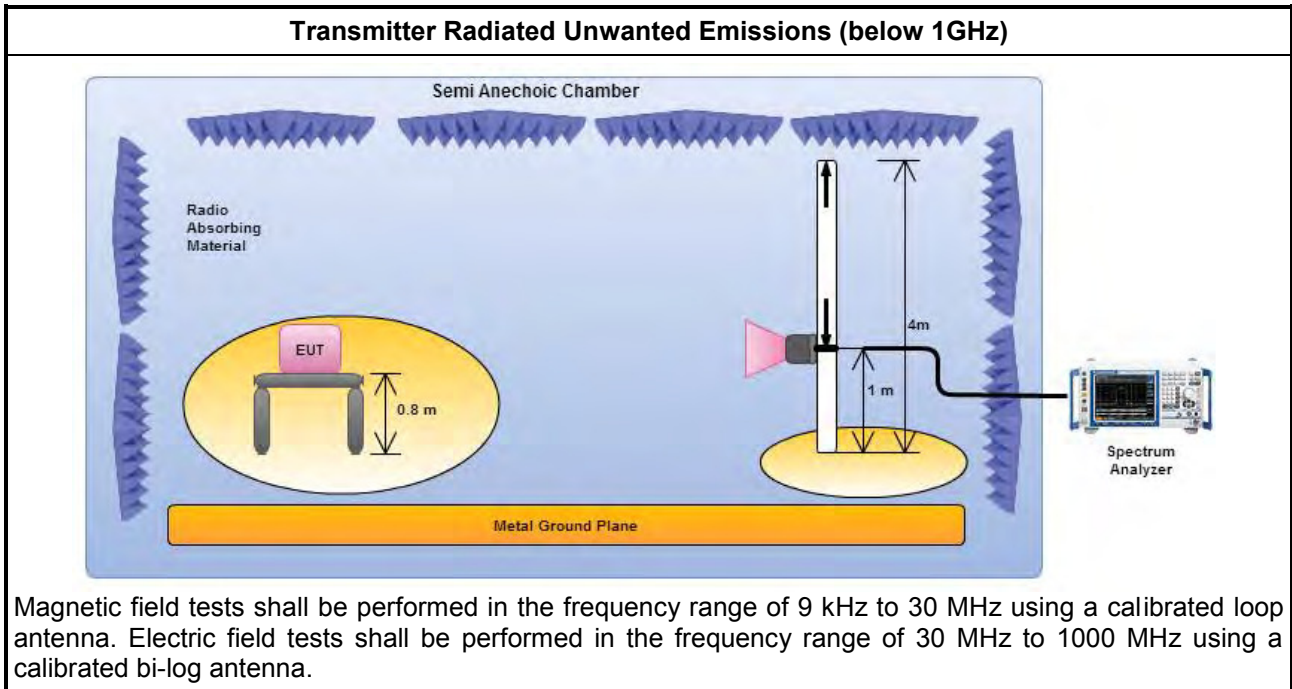 Transmitter Radiated Unwanted Emissions (below 1GHz)
Semi Anechoic Chamber
Radio
Absorbing
Material
EUT
0.8 m
4m
1 m
Spectrum
Analyzer
Metal Ground Plane
Magnetic field tests shall be performed in the frequency range of 9 kHz to 30 MHz using a calibrated loop
antenna. Electric field tests shall be performed in the frequency range of 30 MHz to 1000 MHz using a
calibrated bi-log antenna.